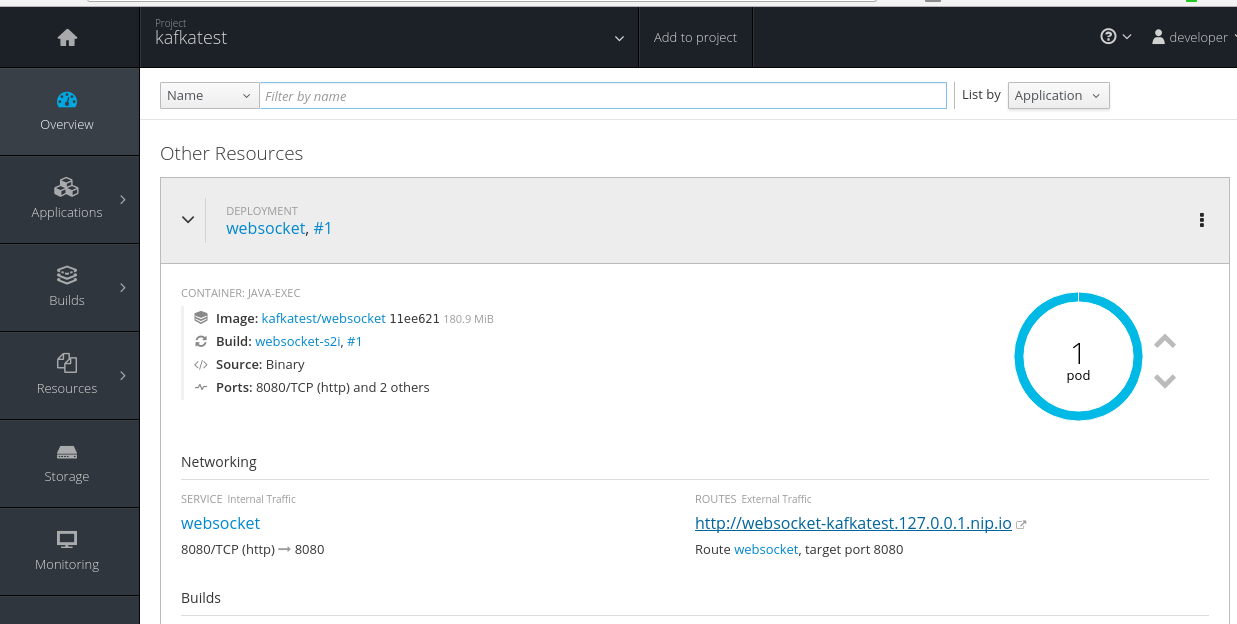 Project
kafkatest
Add to project
developer
Overview
Applications
Builds
Resources
Storage
Monitoring
Name
Filter by name
List by
Application
Other Resources
DEPLOYMENT
websocket, #1
CONTAINER: JAVA-EXEC
Image: kafkatest/websocket 11ee621 180.9 MiB
Build: websocket-s2i, #1
Source: Binary
Ports: 8080/TCP (http) and 2 others
1
pod
Networking
SERVICE Internal Traffic
websocket
8080/TCP (http) → 8080
ROUTES External Traffic
http://websocket-kafkatest.127.0.0.1.nip.io
Route websocket, target port 8080
Builds